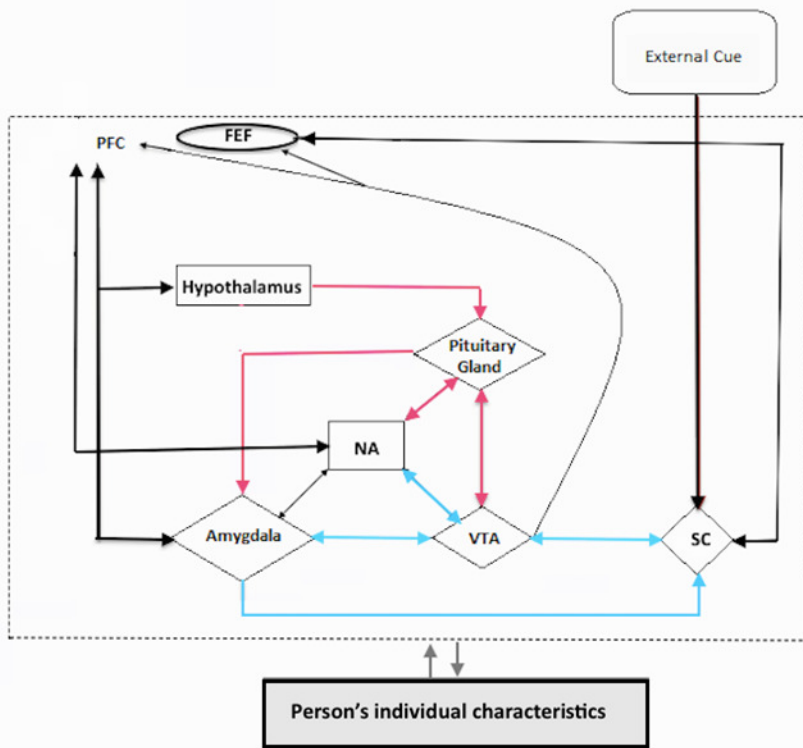 External Cue
PFC
FEF
Hypothalamus
Pituitary
Gland
NA
Amygdala
VTA
SC
Person's individual characteristics